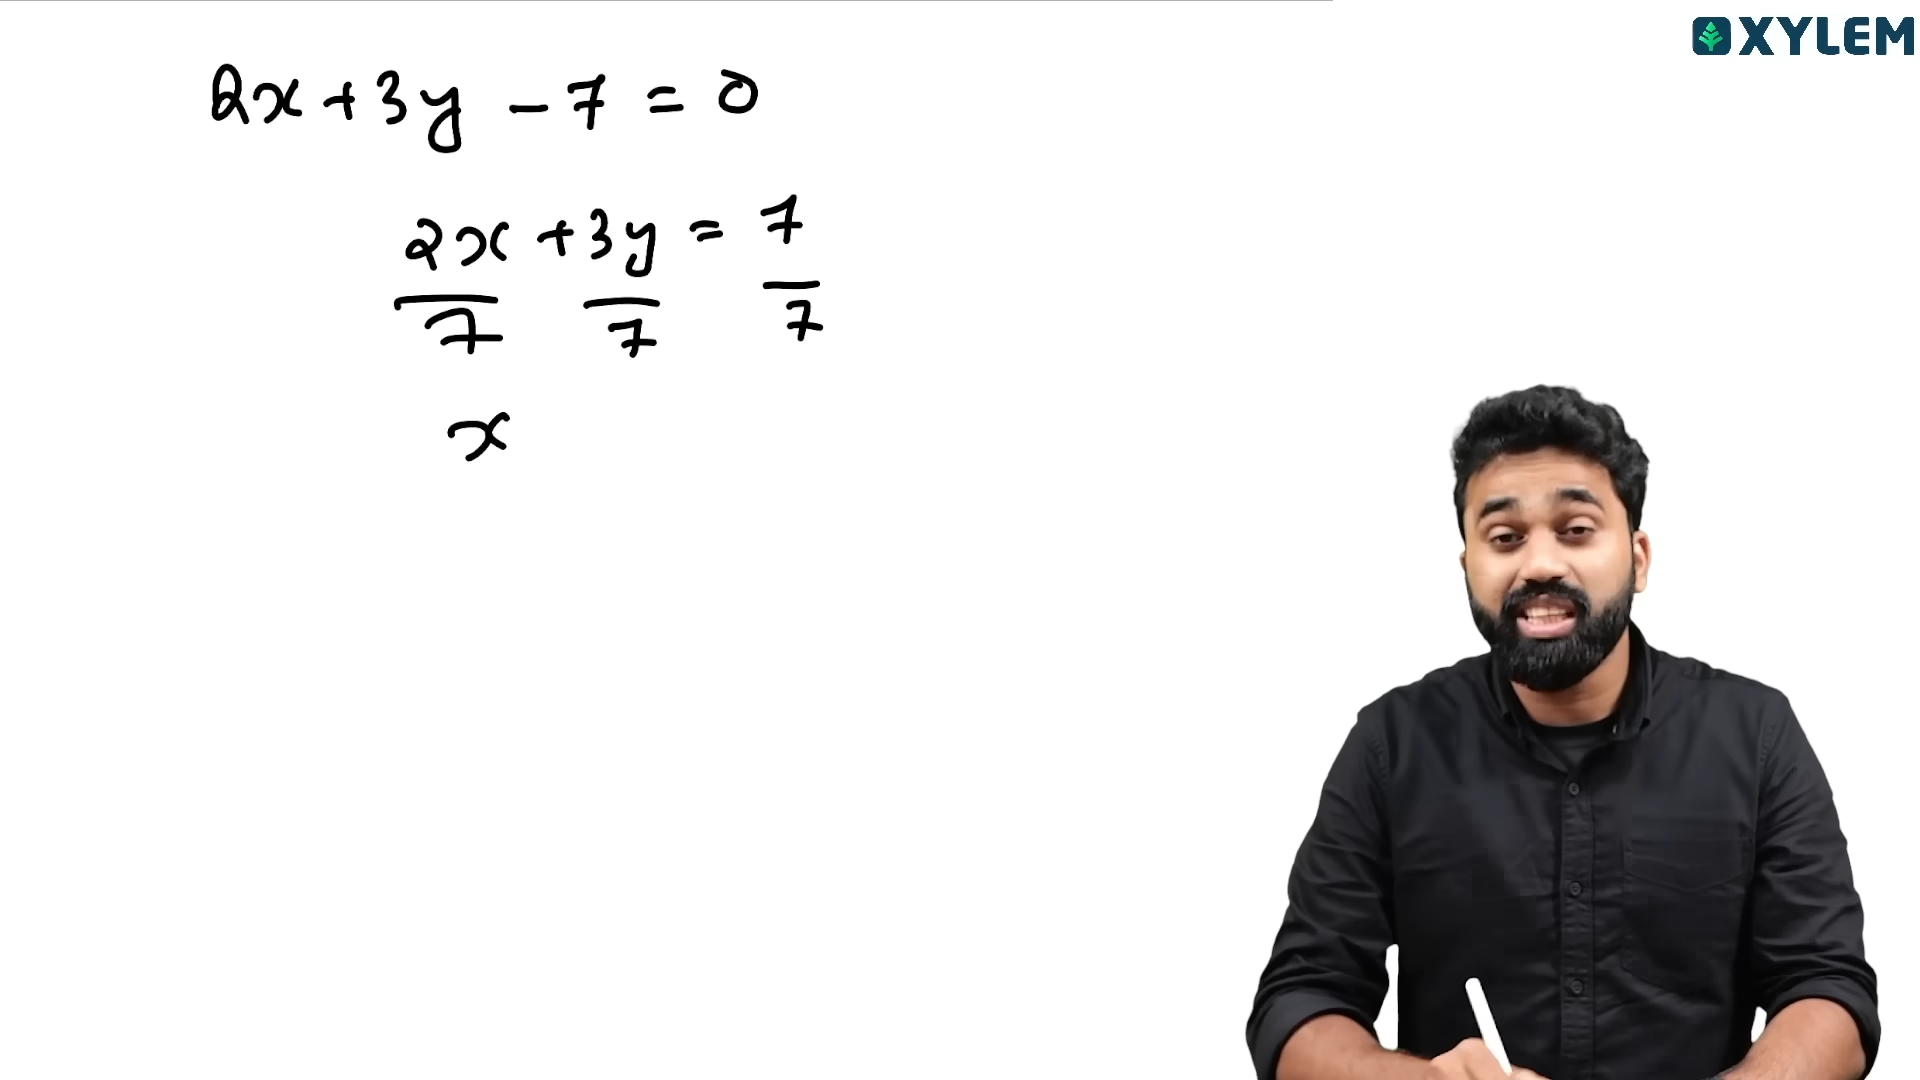 XYLEM
2x + 3y - 7 = 0
2x/7 + 3y/7 = 7/7
x